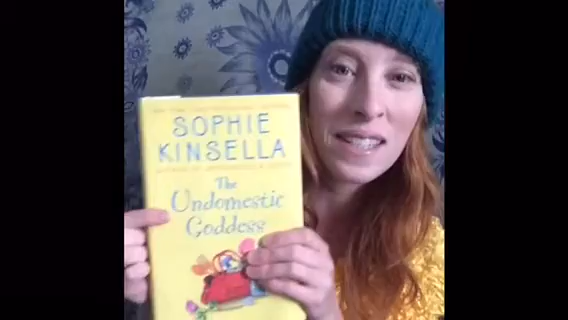 SOPHIE
KINSELLA
The
Undomestic
Goddess